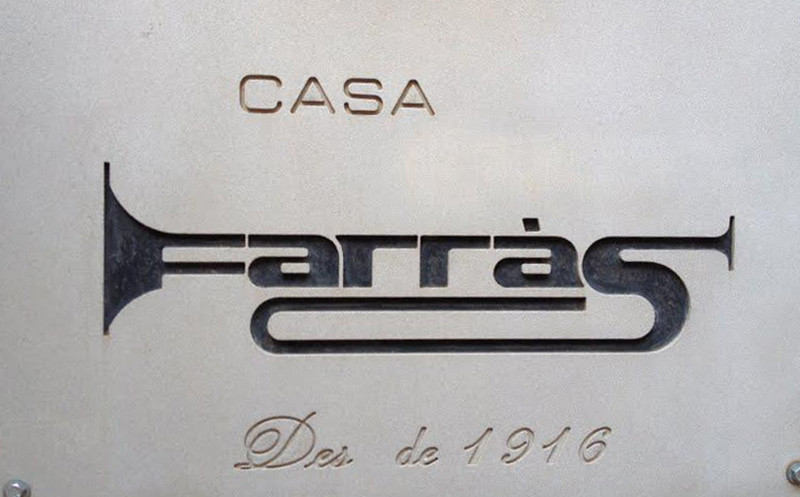 CASA
Farràs
Des de 1916